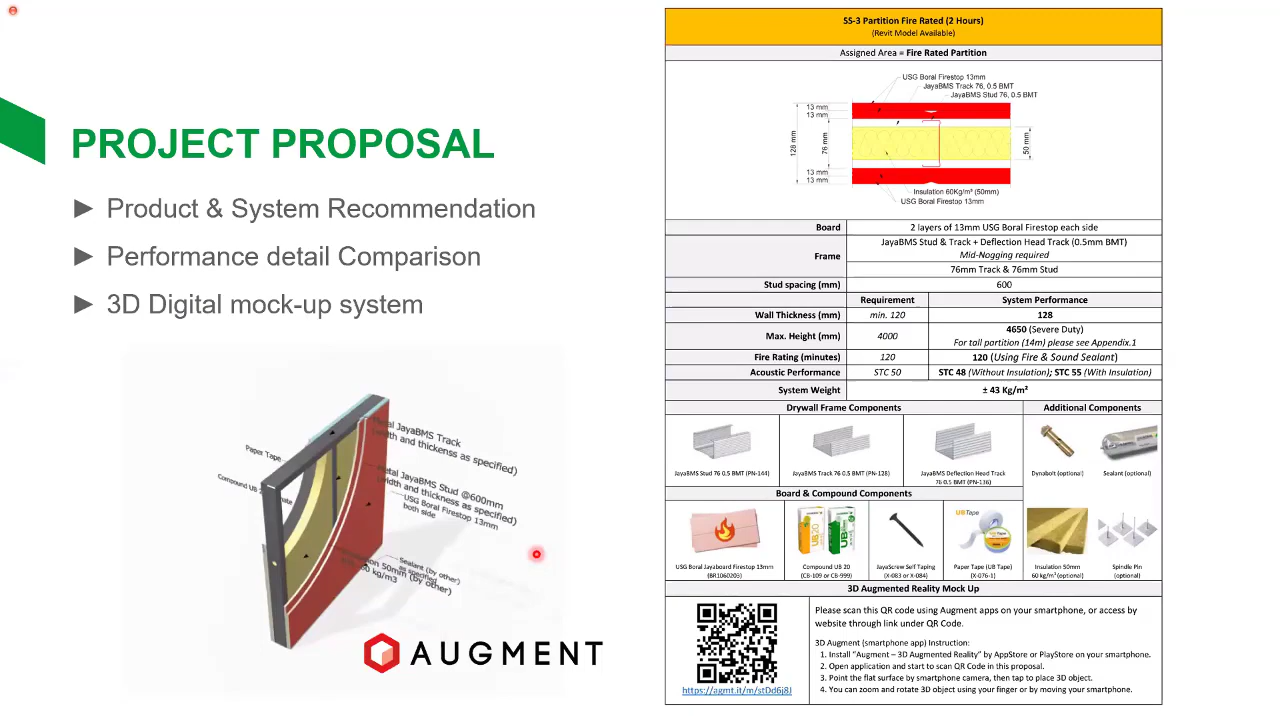 PROJECT PROPOSAL
► Product & System Recommendation
► Performance detail Comparison
► 3D Digital mock-up system
Paper Tape
Compound UB
Metal JayaBMS Track
(width and thickenss as specified)
Metal JayaBMS Stud @600mm
(width and thickness as specified)
USG Boral Firestop 13mm
both side
Sealant (by other)
as specified
50mm (by other)
60 kg/m3
AUGMENT
SS-3 Partition Fire Rated (2 Hours)
(Revit Model Available)
Assigned Area = Fire Rated Partition
USG Boral Firestop 13mm
JayaBMS Track 76, 0.5 BMT
JayaBMS Stud 76, 0.5 BMT
13 mm
13 mm
128 mm
76 mm
50 mm
13 mm
13 mm
Insulation 60Kg/m³ (50mm)
USG Boral Firestop 13mm
Board 2 layers of 13mm USG Boral Firestop each side
Frame JayaBMS Stud & Track + Deflection Head Track (0.5mm BMT)
Mid-Nogging required
76mm Track & 76mm Stud
Stud spacing (mm) 600
Requirement System Performance
Wall Thickness (mm) min. 120 128
Max. Height (mm) 4000 4650 (Severe Duty)
For tall partition (14m) please see Appendix.1
Fire Rating (minutes) 120 120 (Using Fire & Sound Sealant)
Acoustic Performance STC 50 STC 48 (Without Insulation); STC 55 (With Insulation)
System Weight ± 43 Kg/m²
Drywall Frame Components Additional Components
JayaBMS Stud 76 0.5 BMT (PN-144) JayaBMS Track 76 0.5 BMT (PN-128) JayaBMS Deflection Head Track
76 0.5 BMT (PN-136)
Dynabolt (optional) Sealant (optional)
Board & Compound Components
UB20
UB
UBTape
USG Boral Jayaboard Firestop 13mm
(BR1060203)
Compound UB 20
(CB-109 or CB-999)
JayaScrew Self Taping
(X-083 or X-084)
Paper Tape (UB Tape)
(X-076-1)
Insulation 50mm
60 kg/m³ (optional)
Spindle Pin
(optional)
3D Augmented Reality Mock Up
https://agmt.it/m/stDd6j8J
Please scan this QR code using Augment apps on your smartphone, or access by
website through link under QR Code.
3D Augment (smartphone app) Instruction:
1. Install “Augment – 3D Augmented Reality” by AppStore or PlayStore on your smartphone.
2. Open application and start to scan QR Code in this proposal.
3. Point the flat surface by smartphone camera, then tap to place 3D object.
4. You can zoom and rotate 3D object using your finger or by moving your smartphone.